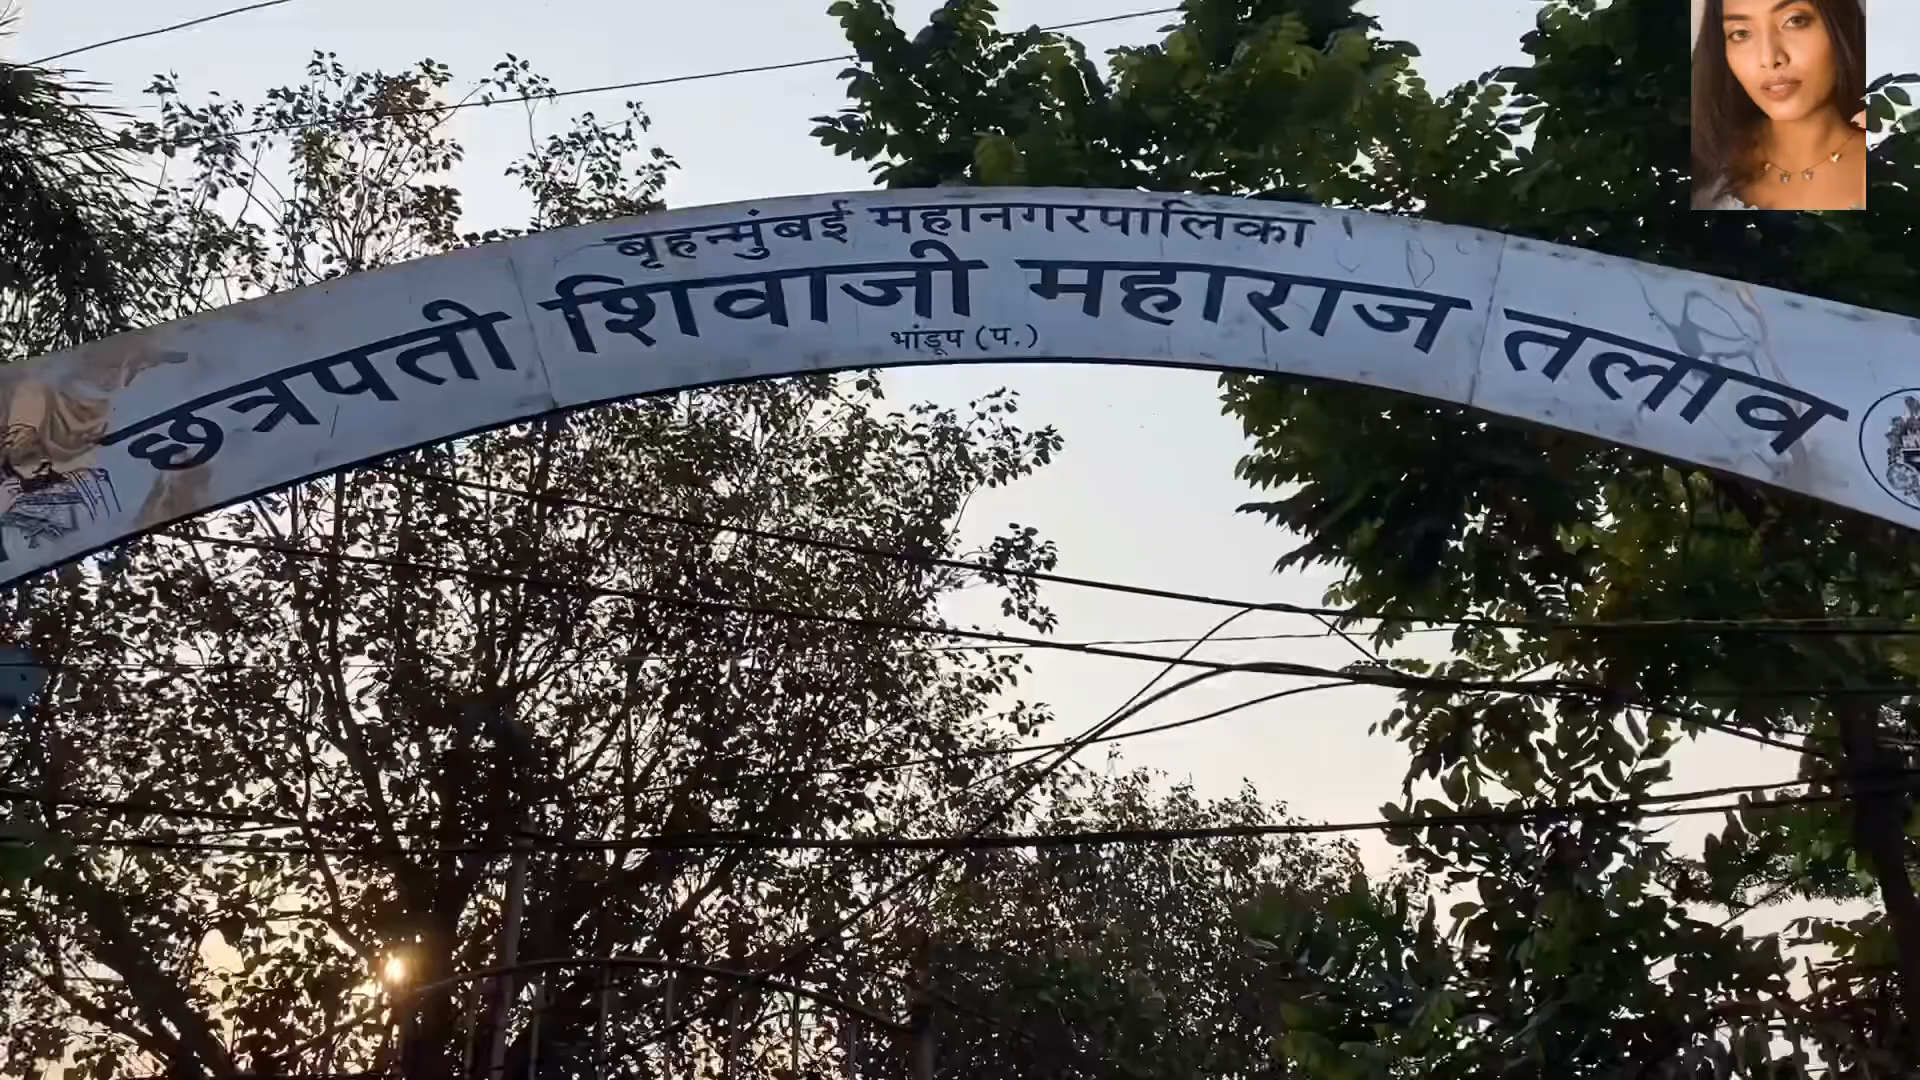 बृहन्मुंबई महानगरपालिका
छत्रपती शिवाजी महाराज तलाव
भांडूप (प.)